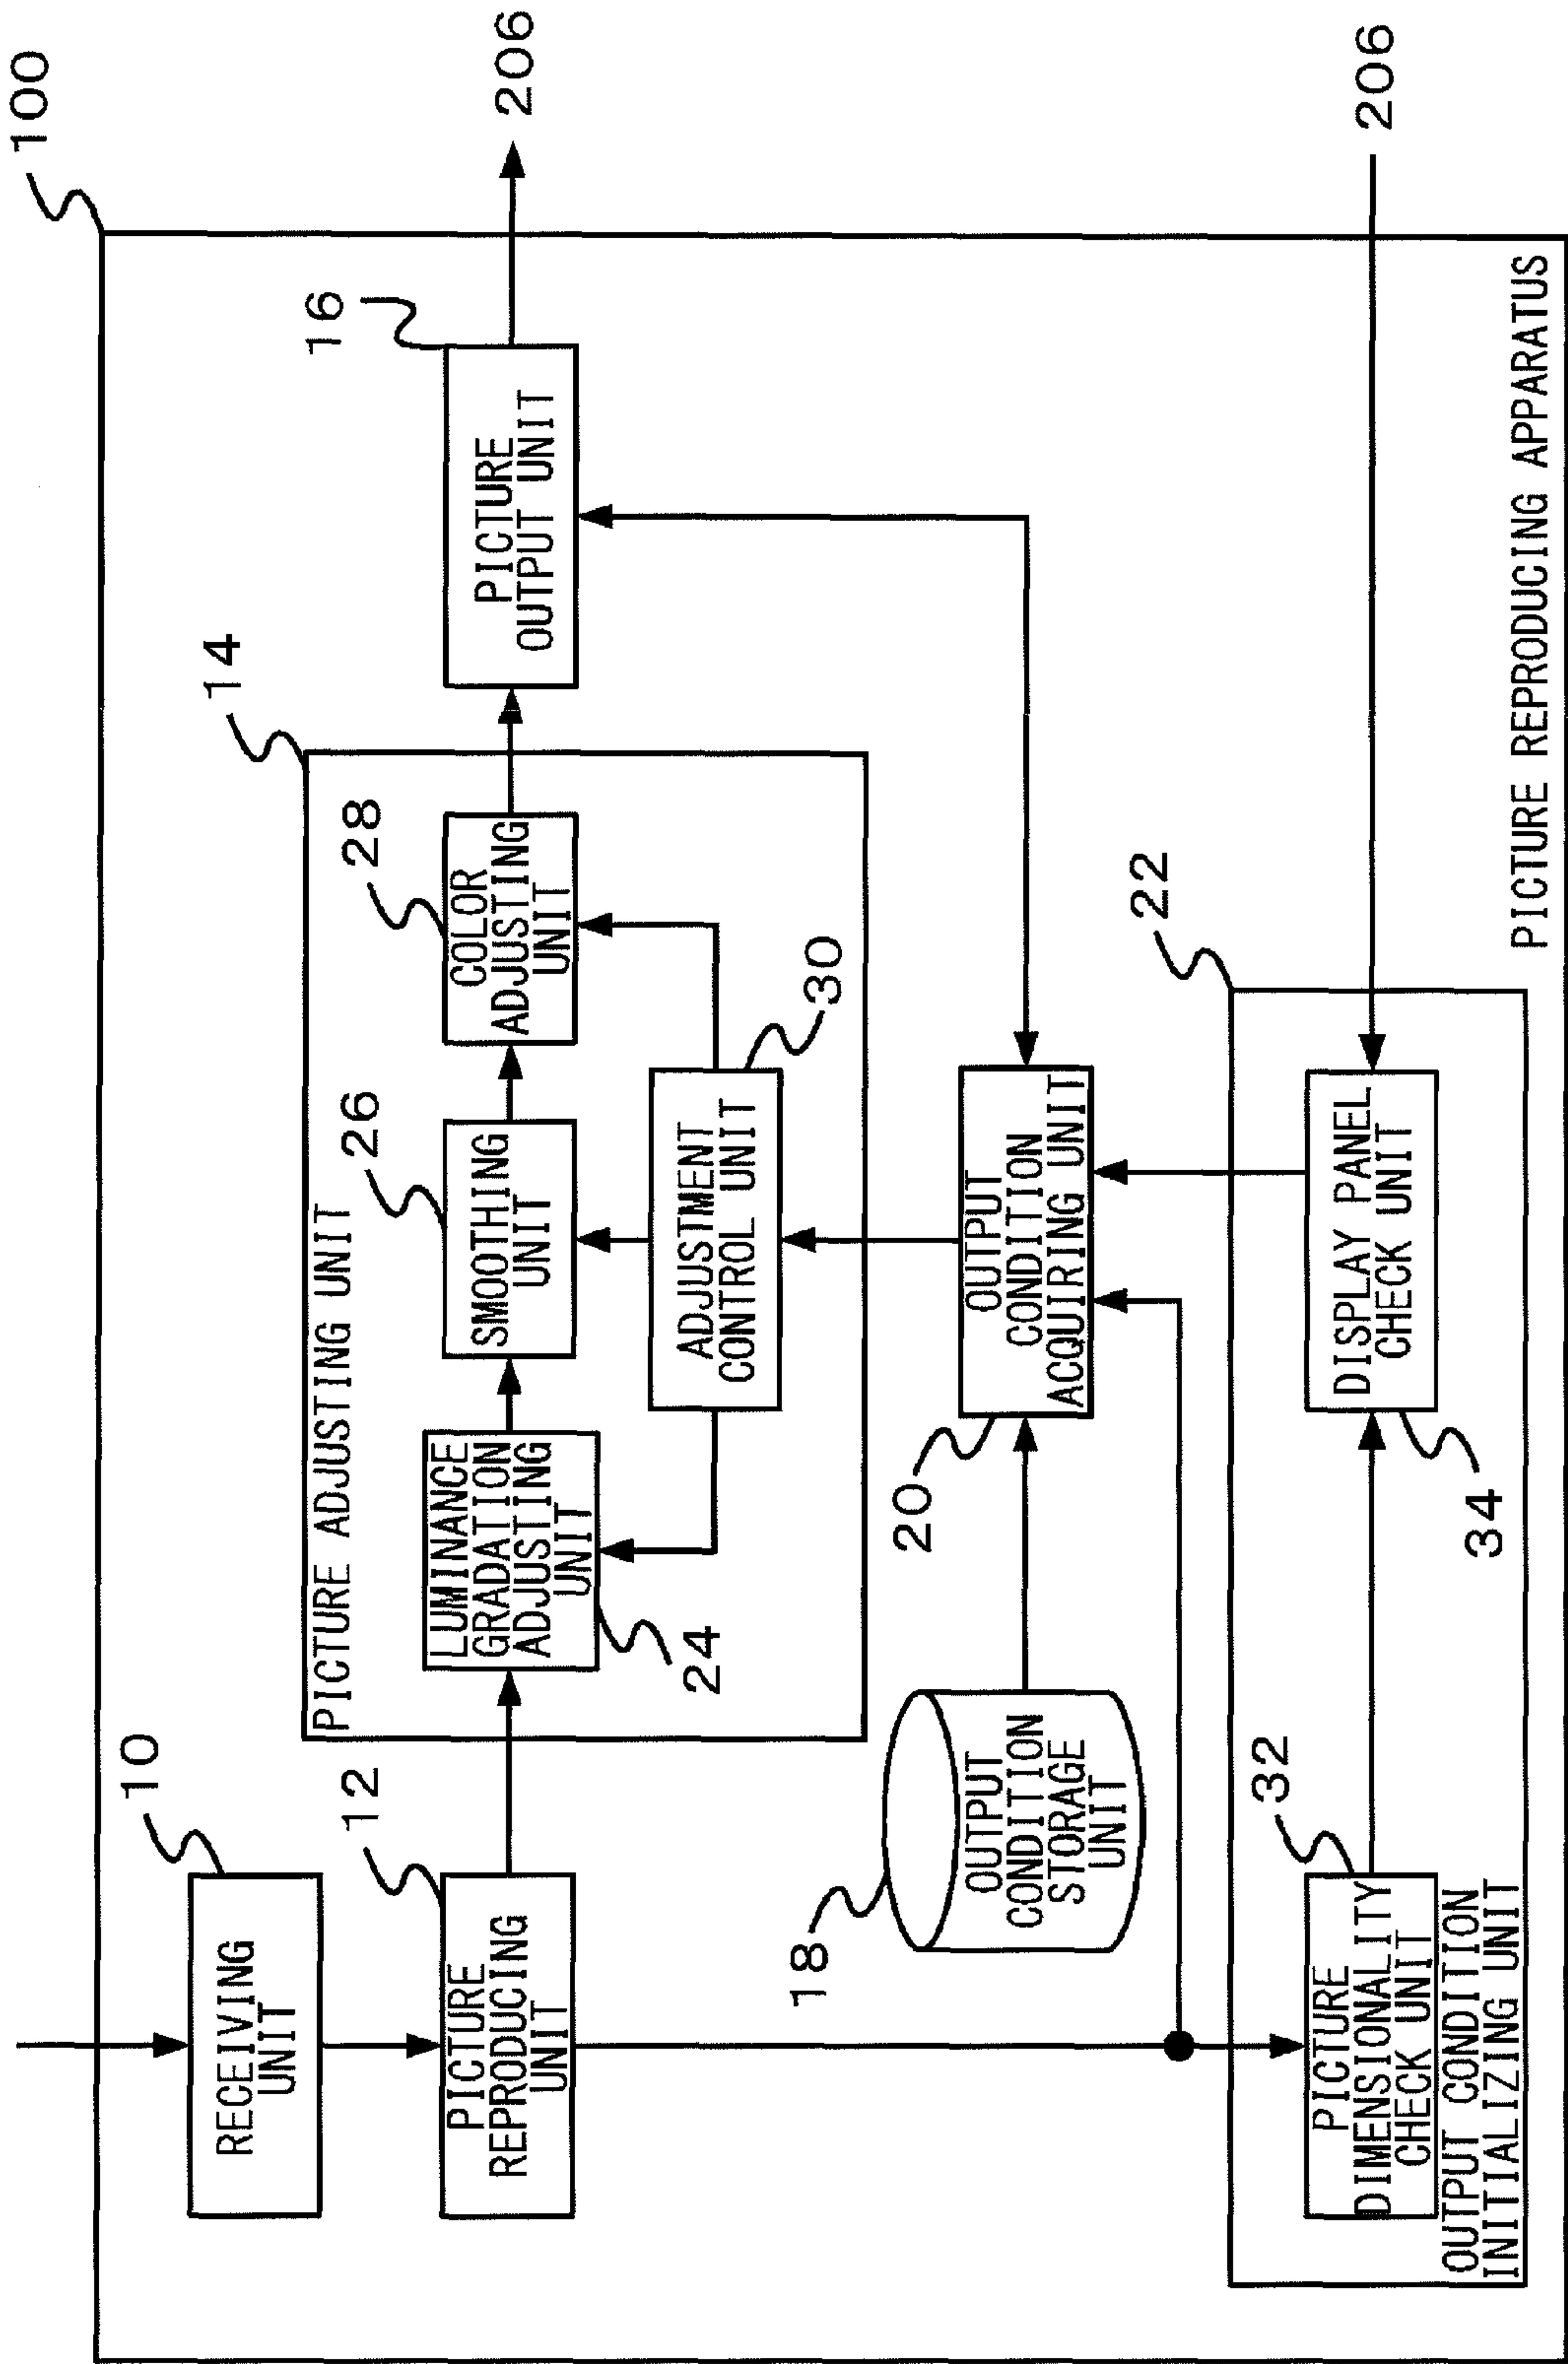 100
10
RECEIVING
UNIT
12
PICTURE
REPRODUCING
UNIT
PICTURE ADJUSTING UNIT
14
LUMINANCE
GRADATION
ADJUSTING
UNIT
24
26
SMOOTHING
UNIT
28
COLOR
ADJUSTING
UNIT
ADJUSTMENT
CONTROL UNIT
30
16
PICTURE
OUTPUT UNIT
206
18
OUTPUT
CONDITION
STORAGE
UNIT
20
OUTPUT
CONDITION
ACQUIRING UNIT
22
32
PICTURE
DIMENSIONALITY
CHECK UNIT
DISPLAY PANEL
CHECK UNIT
34
206
OUTPUT CONDITION
INITIALIZING UNIT
PICTURE REPRODUCING APPARATUS